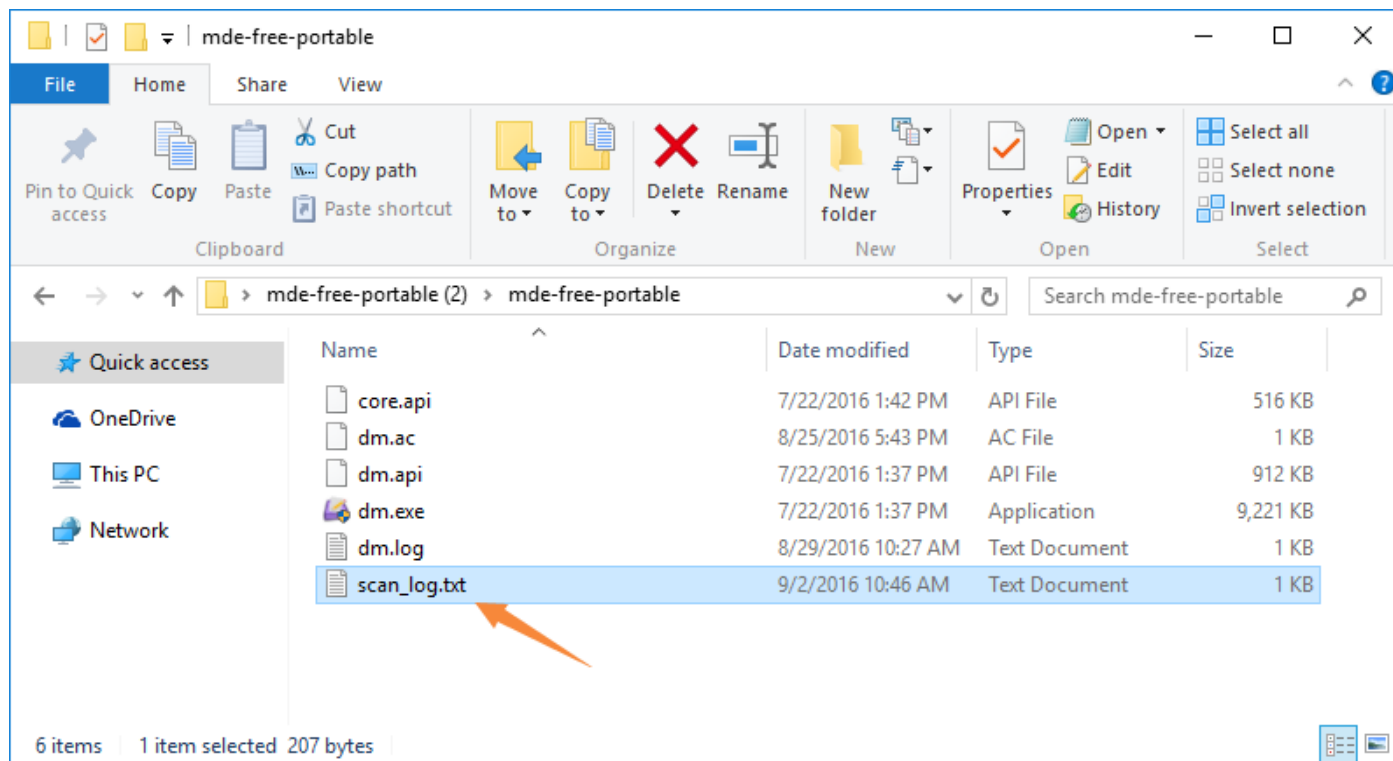 mde-free-portable
File Home Share View
Pin to Quick access
Copy
Paste
Cut
Copy path
Paste shortcut
Clipboard
Move to
Copy to
Delete
Rename
Organize
New folder
New
Properties
Open
Edit
History
Open
Select all
Select none
Invert selection
Select
mde-free-portable (2) > mde-free-portable
Search mde-free-portable
Quick access
OneDrive
This PC
Network
Name Date modified Type Size
core.api 7/22/2016 1:42 PM API File 516 KB
dm.ac 8/25/2016 5:43 PM AC File 1 KB
dm.api 7/22/2016 1:37 PM API File 912 KB
dm.exe 7/22/2016 1:37 PM Application 9,221 KB
dm.log 8/29/2016 10:27 AM Text Document 1 KB
scan_log.txt 9/2/2016 10:46 AM Text Document 1 KB
6 items 1 item selected 207 bytes